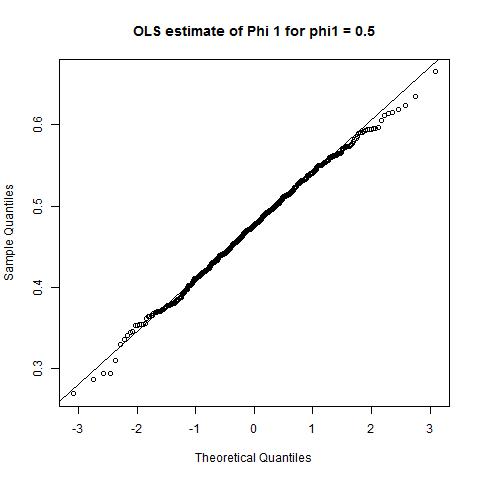 OLS estimate of Phi 1 for phi1 = 0.5
Sample Quantiles
0.6
0.5
0.4
0.3
-3 -2 -1 0 1 2 3
Theoretical Quantiles